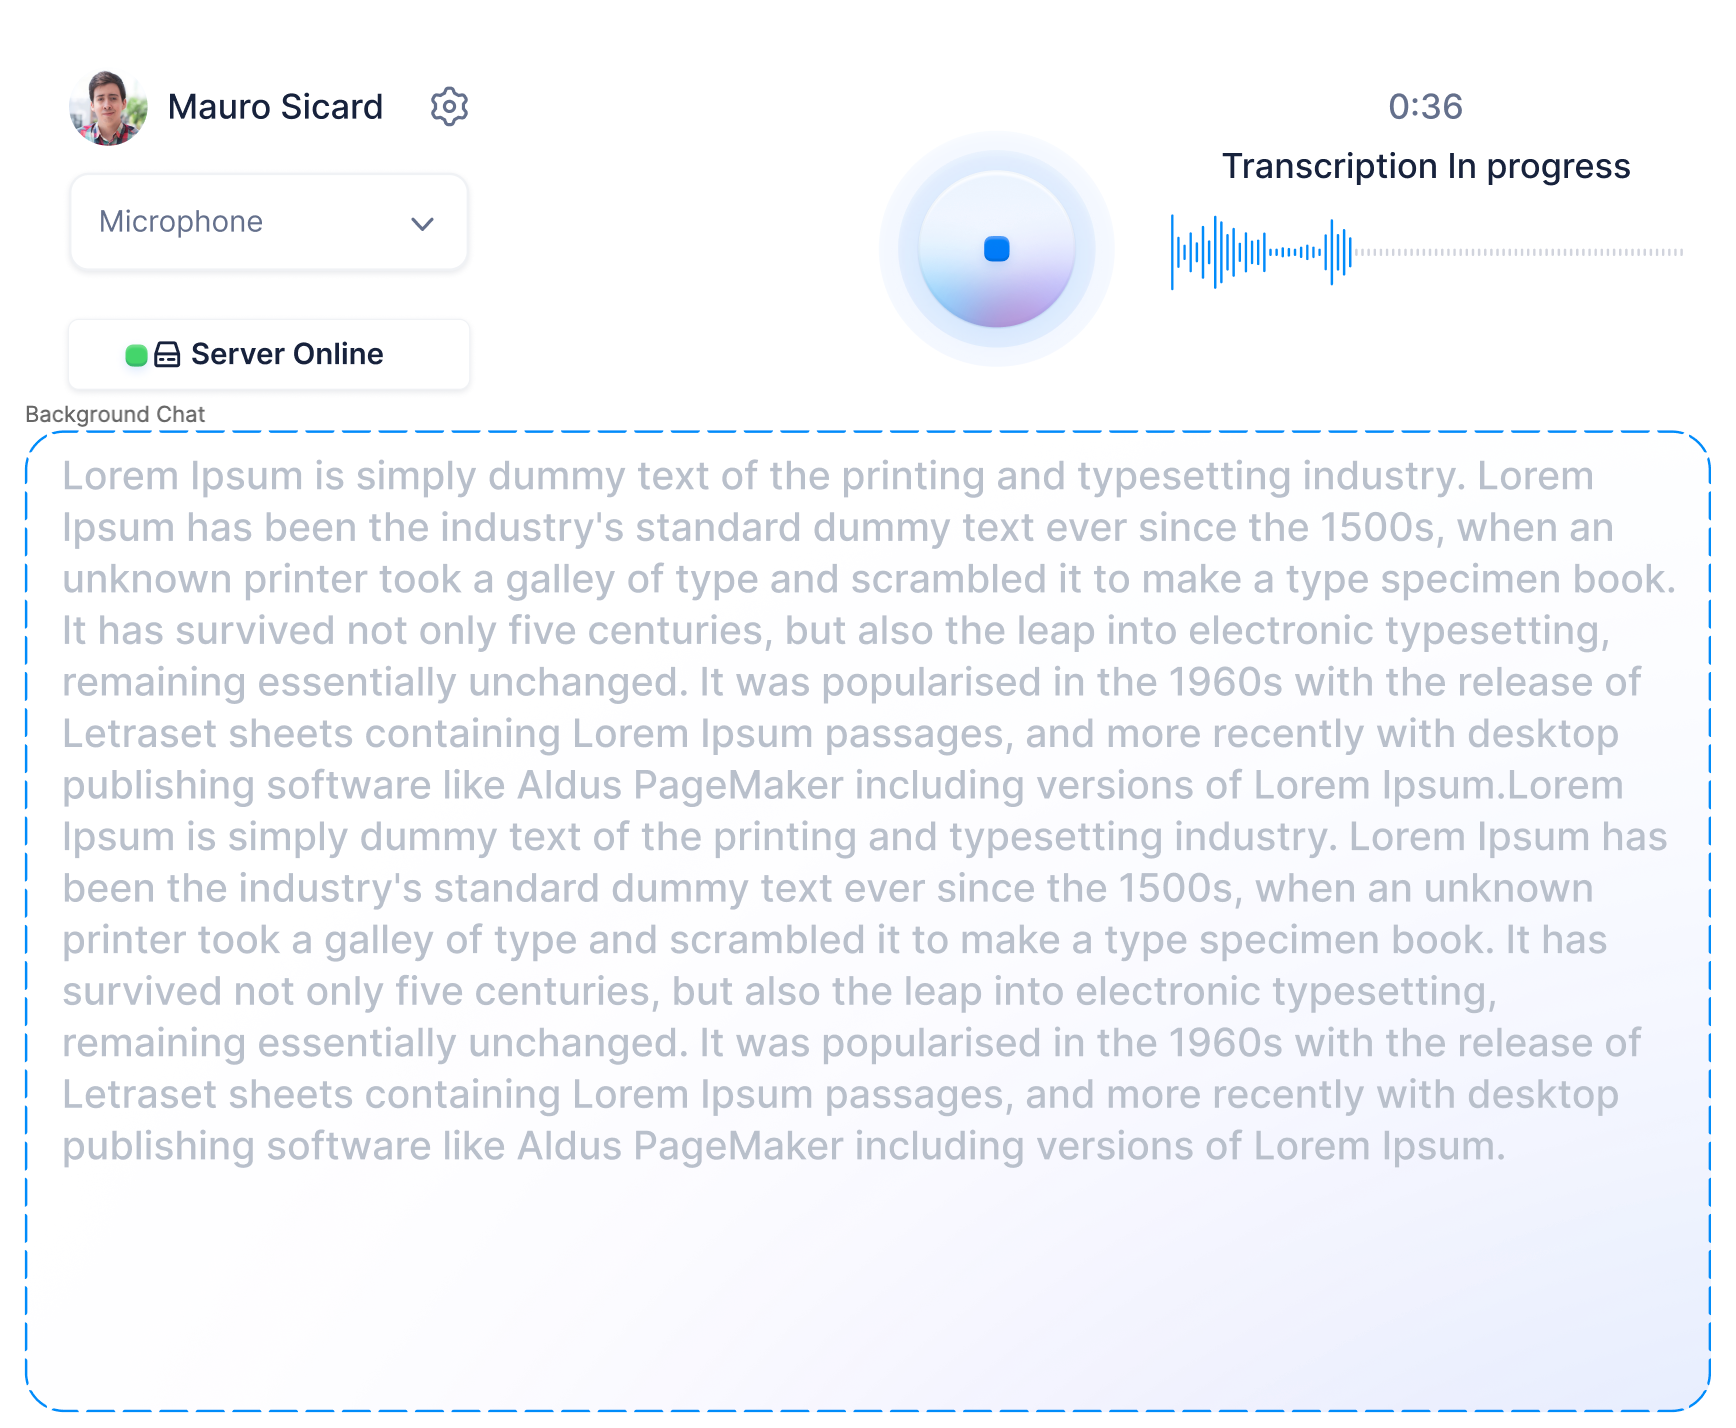 Mauro Sicard
0:36
Transcription In progress
Microphone
Server Online
Background Chat
Lorem Ipsum is simply dummy text of the printing and typesetting industry. Lorem
Ipsum has been the industry's standard dummy text ever since the 1500s, when an
unknown printer took a galley of type and scrambled it to make a type specimen book.
It has survived not only five centuries, but also the leap into electronic typesetting,
remaining essentially unchanged. It was popularised in the 1960s with the release of
Letraset sheets containing Lorem Ipsum passages, and more recently with desktop
publishing software like Aldus PageMaker including versions of Lorem Ipsum.Lorem
Ipsum is simply dummy text of the printing and typesetting industry. Lorem Ipsum has
been the industry's standard dummy text ever since the 1500s, when an unknown
printer took a galley of type and scrambled it to make a type specimen book. It has
survived not only five centuries, but also the leap into electronic typesetting,
remaining essentially unchanged. It was popularised in the 1960s with the release of
Letraset sheets containing Lorem Ipsum passages, and more recently with desktop
publishing software like Aldus PageMaker including versions of Lorem Ipsum.